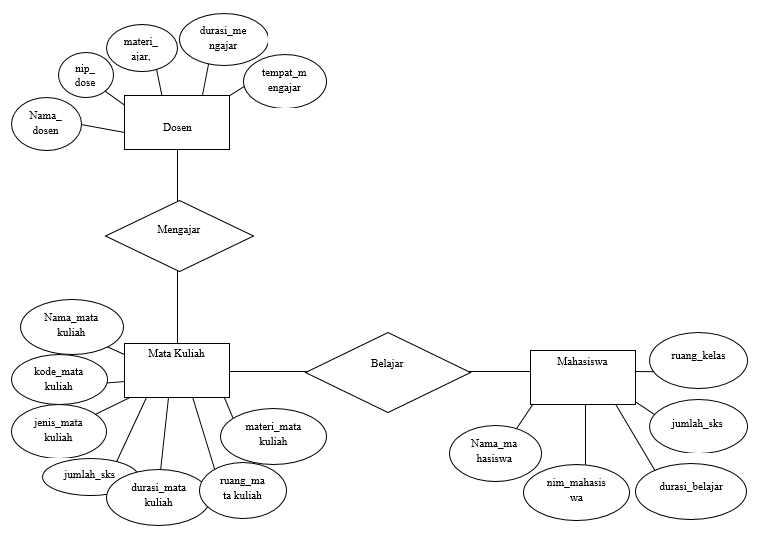 durasi_me
ngajar
materi_
ajar,
nip_
dose
tempat_m
engajar
Nama_
dosen
Dosen
Mengajar
Nama_mata
kuliah
Mata Kuliah
Belajar
Mahasiswa
ruang_kelas
kode_mata
kuliah
jenis_mata
kuliah
materi_mata
kuliah
jumlah_sks
Nama_ma
hasiswa
jumlah_sks
durasi_mata
kuliah
ruang_ma
ta kuliah
nim_mahasis
wa
durasi_belajar